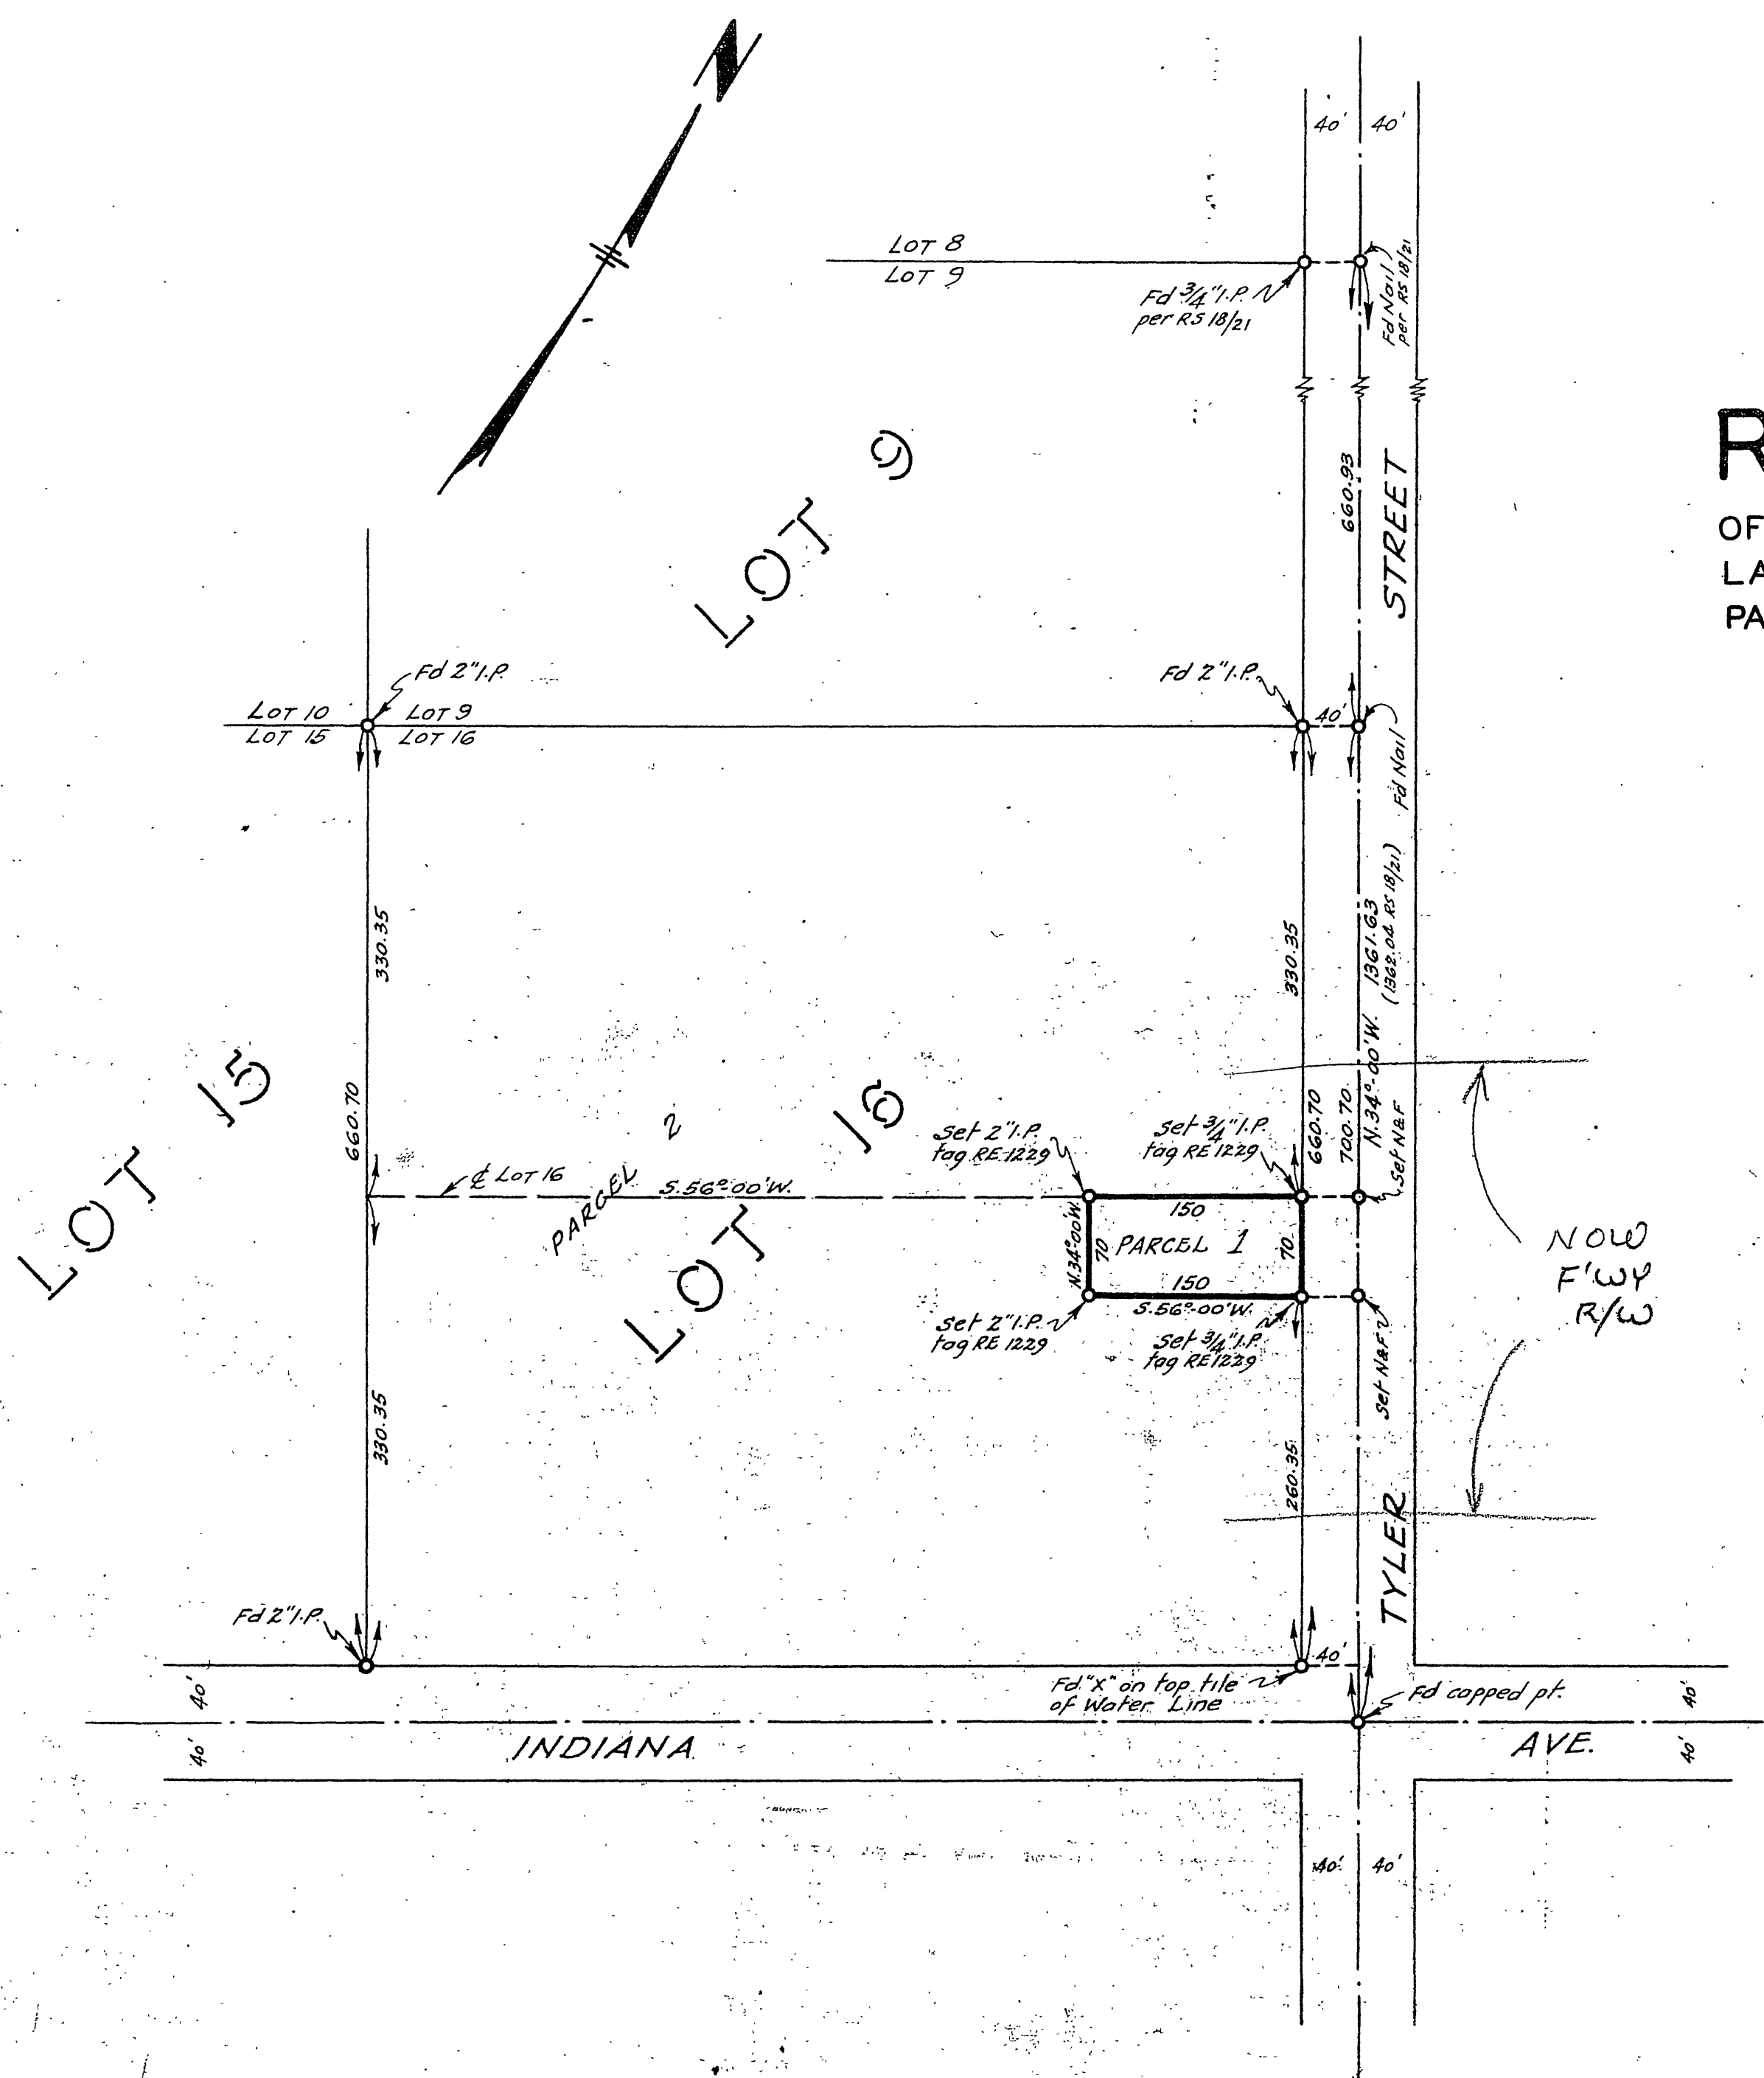 N
40' 40'
LOT 8
LOT 9
Fd 3/4" I.P.
per RS 18/21
Fd Nail
per RS 18/21
R
OF
LA
PA
LOT 9
660.93
STREET
Fd 2" I.P.
Fd 2" I.P.
LOT 10 LOT 9
LOT 15 LOT 16
40'
Fd Nail
330.35
330.35
N.34°-00'W. 1361.63
(1362.04 RS 18/21)
LOT 15
660.70
PARCEL 2
LOT 16
Set 2" I.P.
tag RE 1229
Set 3/4" I.P.
tag RE 1229
660.70
700.70
Set N&F
℄ LOT 16
S.56°-00'W.
150
N.34°-00'W.
70
PARCEL 1
70
150
S.56°-00'W.
Set 2" I.P.
tag RE 1229
Set 3/4" I.P.
tag RE 1229
Set N&F
NOW
F'WY
R/W
330.35
260.35
TYLER
Fd 2" I.P.
40'
Fd "X" on top tile
of Water Line
Fd capped pt.
40'
40'
INDIANA
AVE.
40'
40'
40' 40'